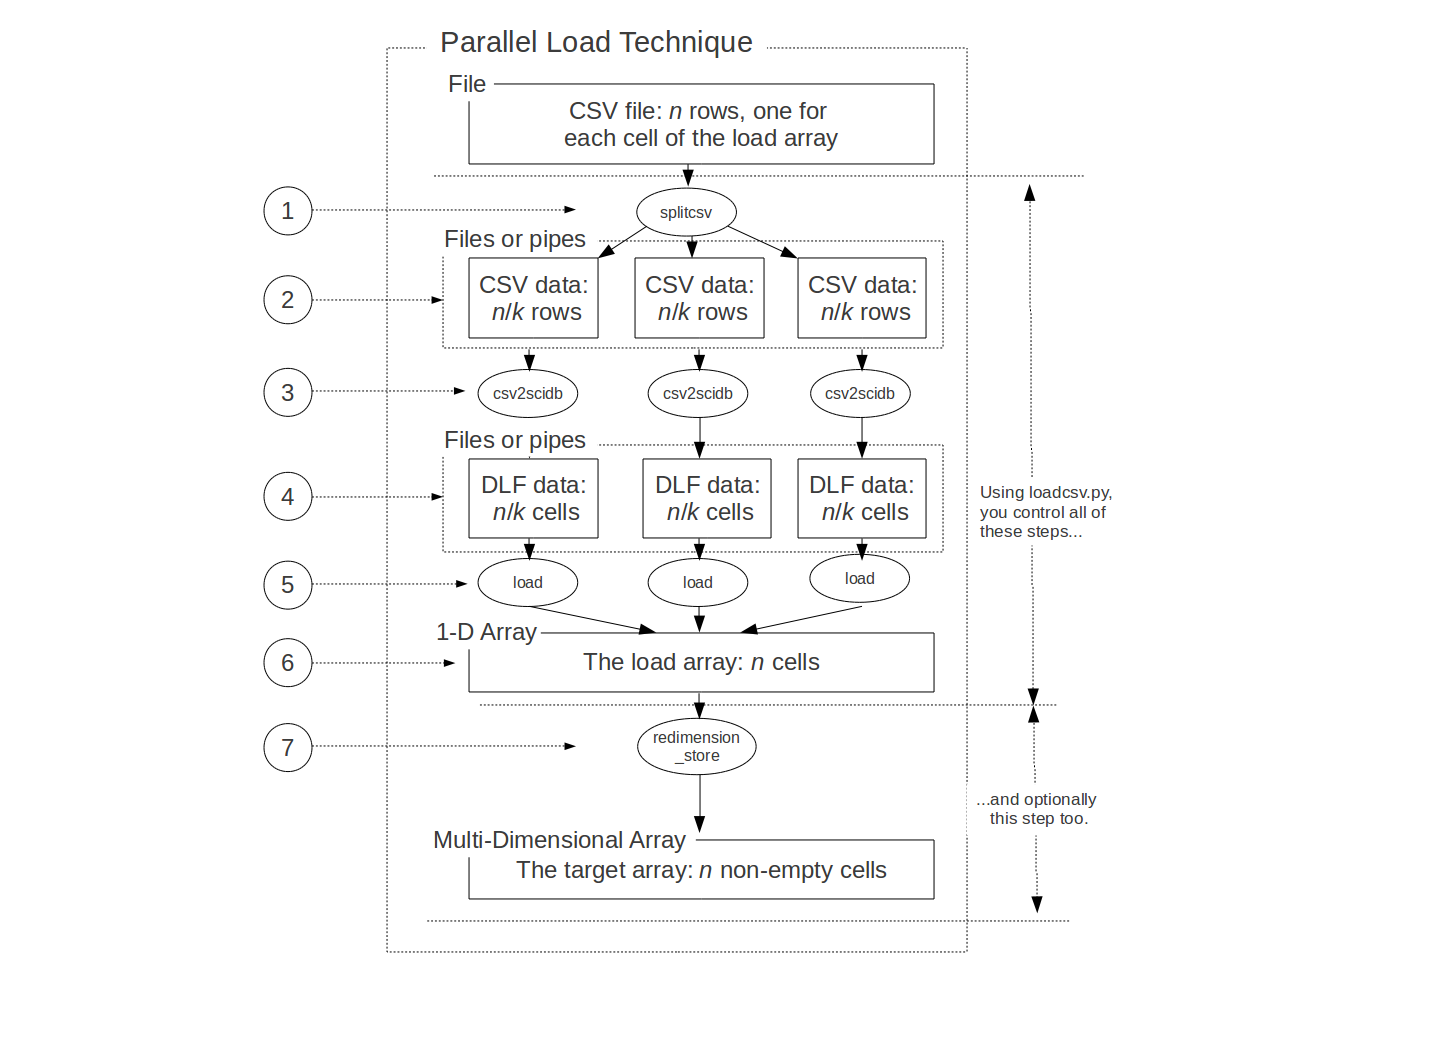 Parallel Load Technique
File
CSV file: n rows, one for
each cell of the load array
1
splitcsv
Files or pipes
2
CSV data:
n/k rows
CSV data:
n/k rows
CSV data:
n/k rows
3
csv2scidb
csv2scidb
csv2scidb
Files or pipes
4
DLF data:
n/k cells
DLF data:
n/k cells
DLF data:
n/k cells
Using loadcsv.py,
you control all of
these steps...
5
load
load
load
1-D Array
6
The load array: n cells
7
redimension
_store
...and optionally
this step too.
Multi-Dimensional Array
The target array: n non-empty cells